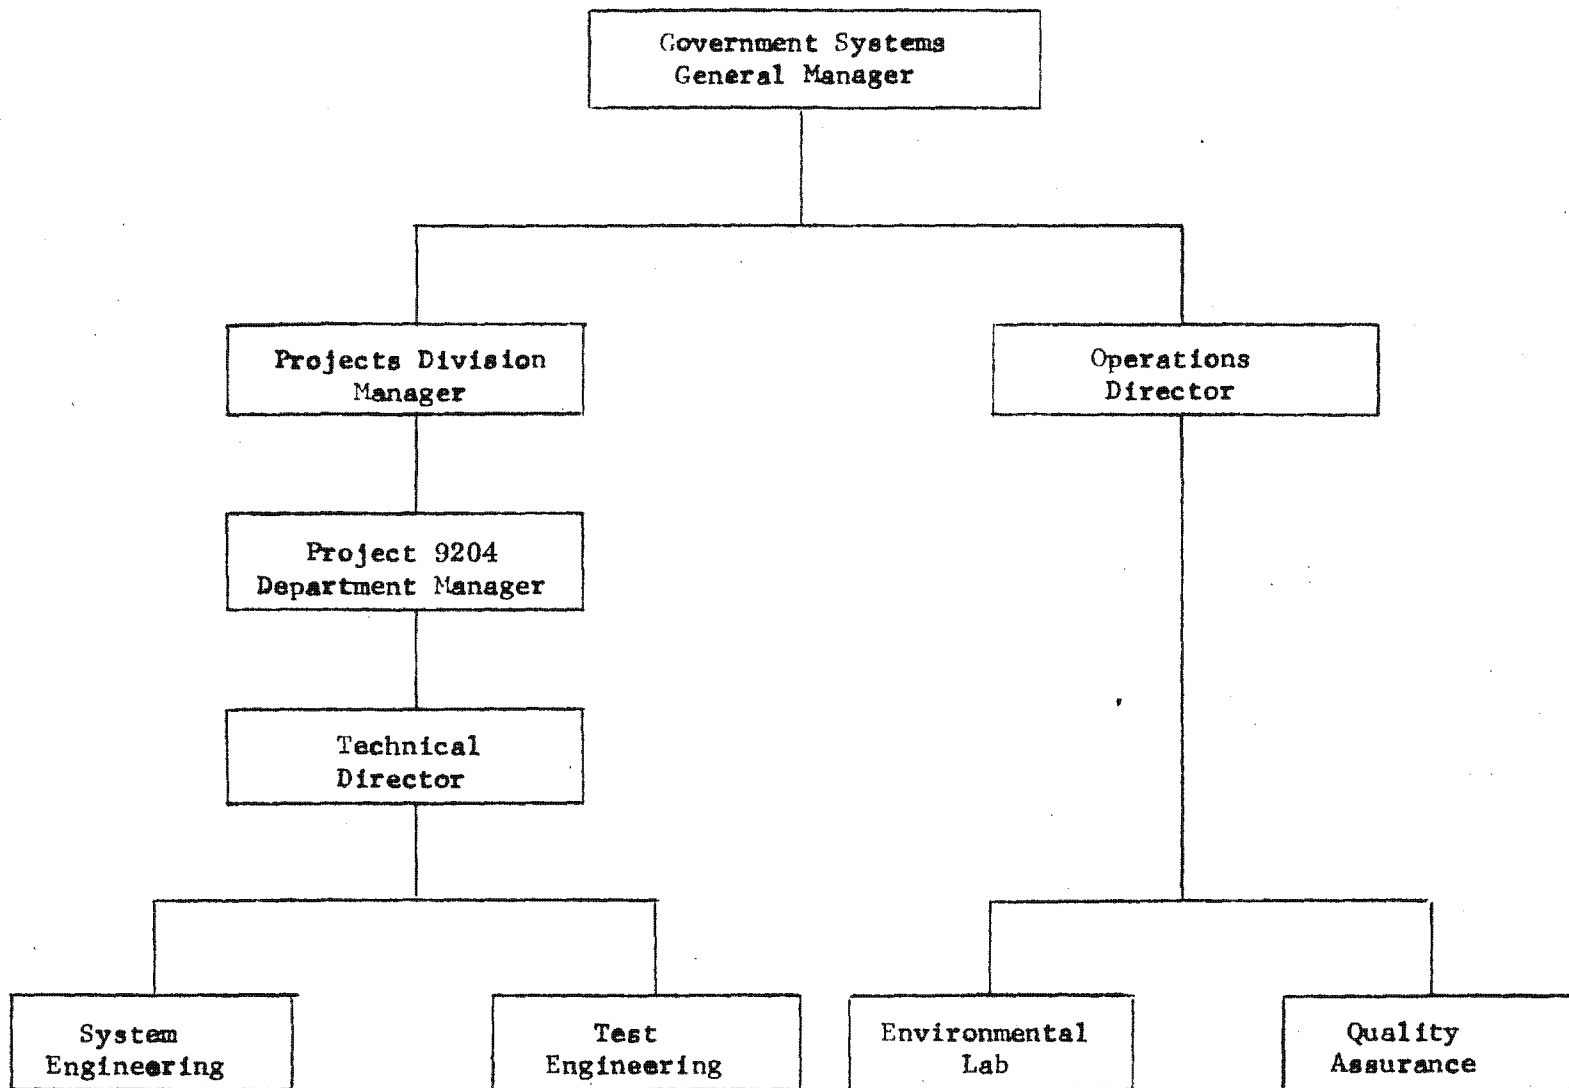 Government Systems
General Manager
Projects Division
Manager
Operations
Director
Project 9204
Department Manager
Technical
Director
System
Engineering
Test
Engineering
Environmental
Lab
Quality
Assurance